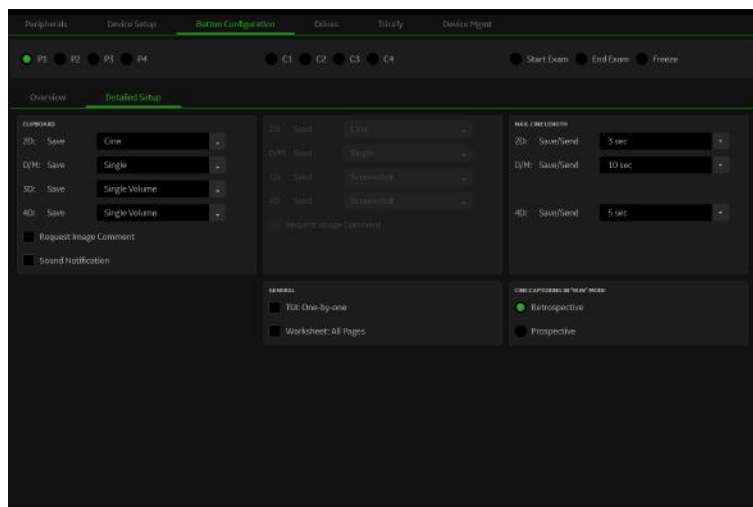 Peripherals Device Setup Button Configuration Drives Tricefy Device Mgmt
P1 P2 P3 P4 C1 C2 C3 C4 Start Exam End Exam Freeze
Overview Detailed Setup
CLIPBOARD
2D: Save Cine
D/M: Save Single
3D: Save Single Volume
4D: Save Single Volume
Request Image Comment
Sound Notification
2D: Send Cine
D/M: Send Single
3D: Send Screenshot
4D: Send Screenshot
Request Image Comment
MAX. CINE LENGTH
2D: Save/Send 3 sec
D/M: Save/Send 10 sec
4D: Save/Send 5 sec
GENERAL
TUI: One-by-one
Worksheet: All Pages
CINE CAPTURING IN "RUN" MODE
Retrospective
Prospective